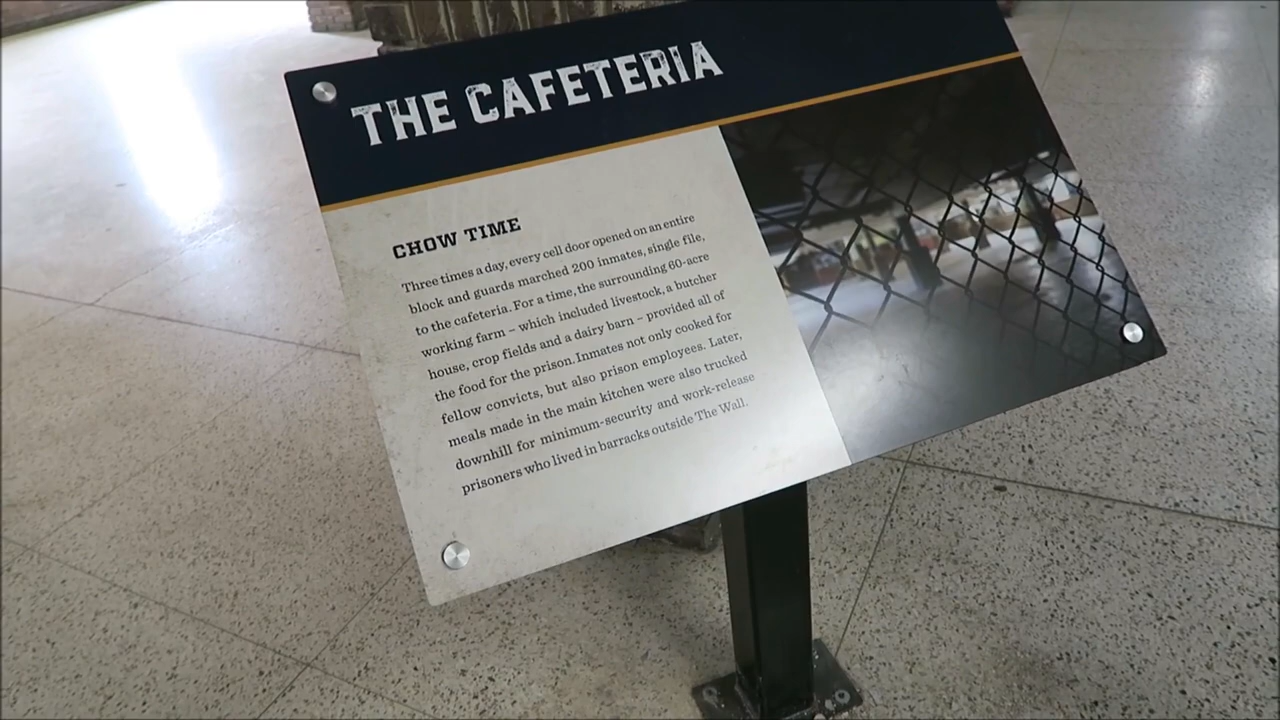 THE CAFETERIA
CHOW TIME
Three times a day, every cell door opened on an entire
block and guards marched 200 inmates, single file,
to the cafeteria. For a time, the surrounding 60-acre
working farm – which included livestock, a butcher
house, crop fields and a dairy barn – provided all of
the food for the prison. Inmates not only cooked for
fellow convicts, but also prison employees. Later,
meals made in the main kitchen were also trucked
downhill for minimum-security and work-release
prisoners who lived in barracks outside The Wall.